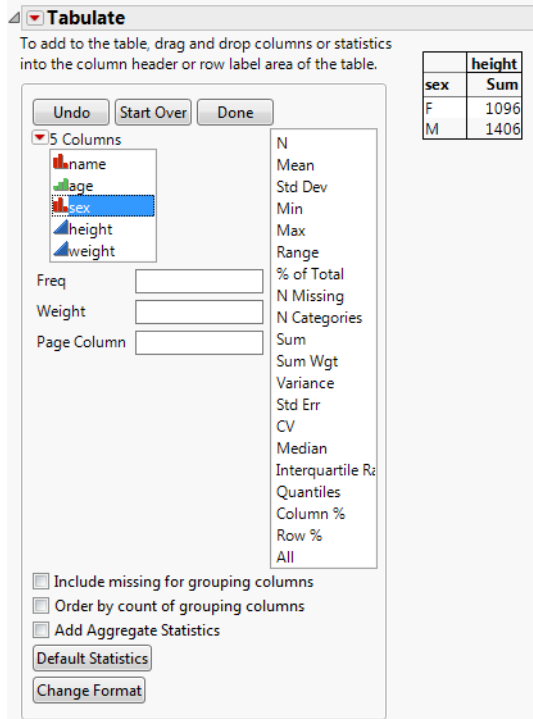 Tabulate
To add to the table, drag and drop columns or statistics
into the column header or row label area of the table.
Undo Start Over Done
5 Columns
name
age
sex
height
weight
Freq
Weight
Page Column
N
Mean
Std Dev
Min
Max
Range
% of Total
N Missing
N Categories
Sum
Sum Wgt
Variance
Std Err
CV
Median
Interquartile Ra
Quantiles
Column %
Row %
All
Include missing for grouping columns
Order by count of grouping columns
Add Aggregate Statistics
Default Statistics
Change Format
height
sex Sum
F 1096
M 1406